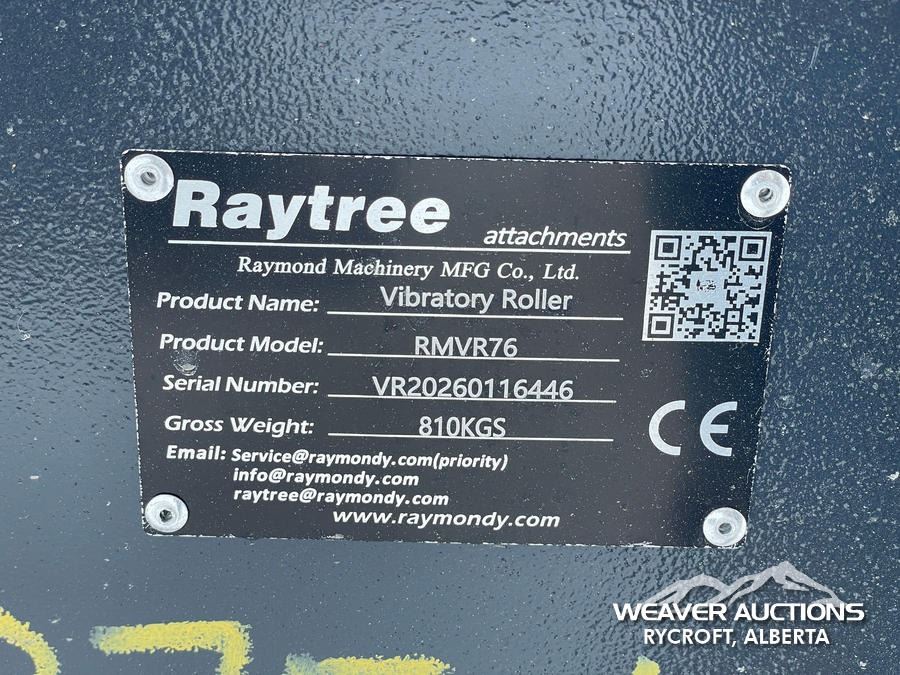 Raytree
attachments
Raymond Machinery MFG Co., Ltd.
Product Name: Vibratory Roller
Product Model: RMVR76
Serial Number: VR20260116446
Gross Weight: 810KGS
CE
Email: Service@raymondy.com(priority)
info@raymondy.com
raytree@raymondy.com
www.raymondy.com
WEAVER AUCTIONS
RYCROFT, ALBERTA